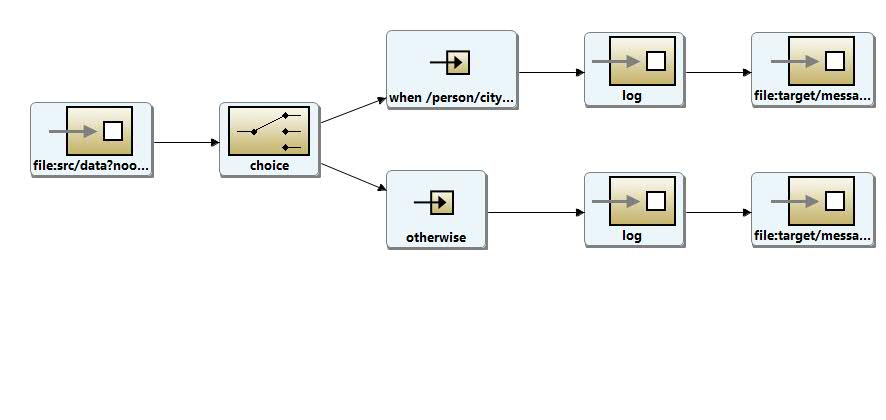 when /person/city...
log
file:target/messa...
file:src/data?noo...
choice
otherwise
log
file:target/messa...